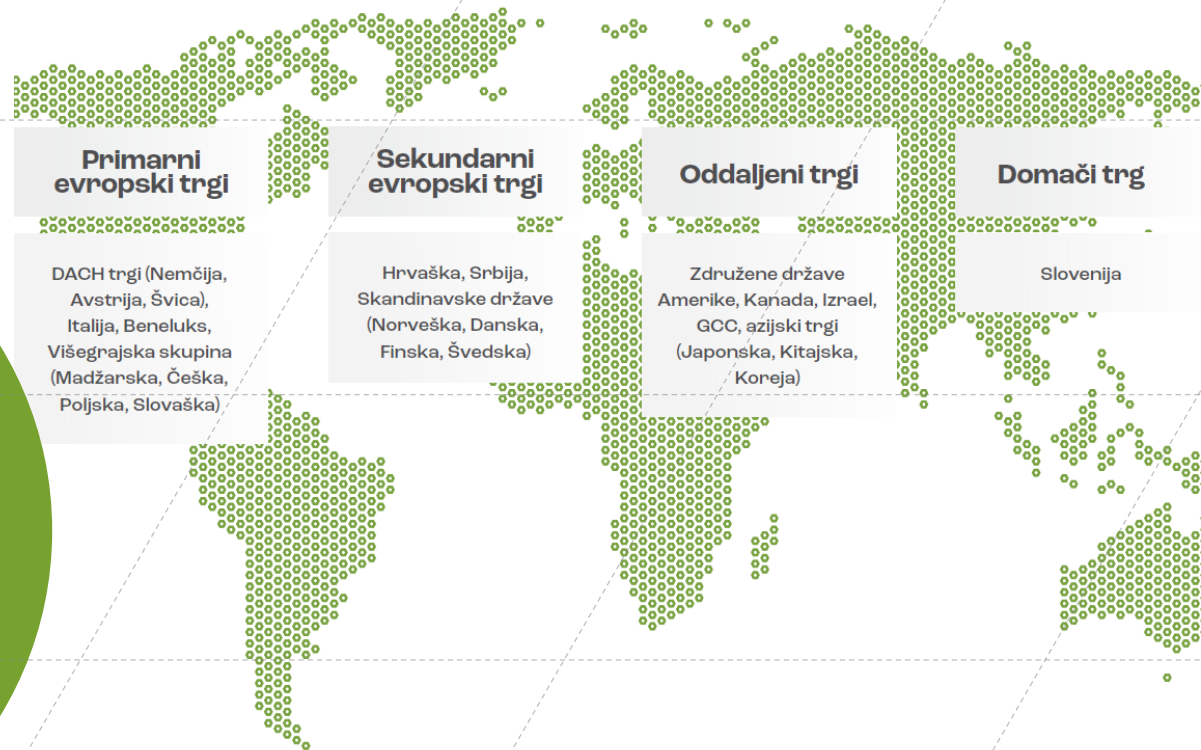 Primarni
evropski trgi
DACH trgi (Nemčija,
Avstrija, Švica),
Italija, Beneluks,
Višegrajska skupina
(Madžarska, Češka,
Poljska, Slovaška)
Sekundarni
evropski trgi
Hrvaška, Srbija,
Skandinavske države
(Norveška, Danska,
Finska, Švedska)
Oddaljeni trgi
Združene države
Amerike, Kanada, Izrael,
GCC, azijski trgi
(Japonska, Kitajska,
Koreja)
Domači trg
Slovenija